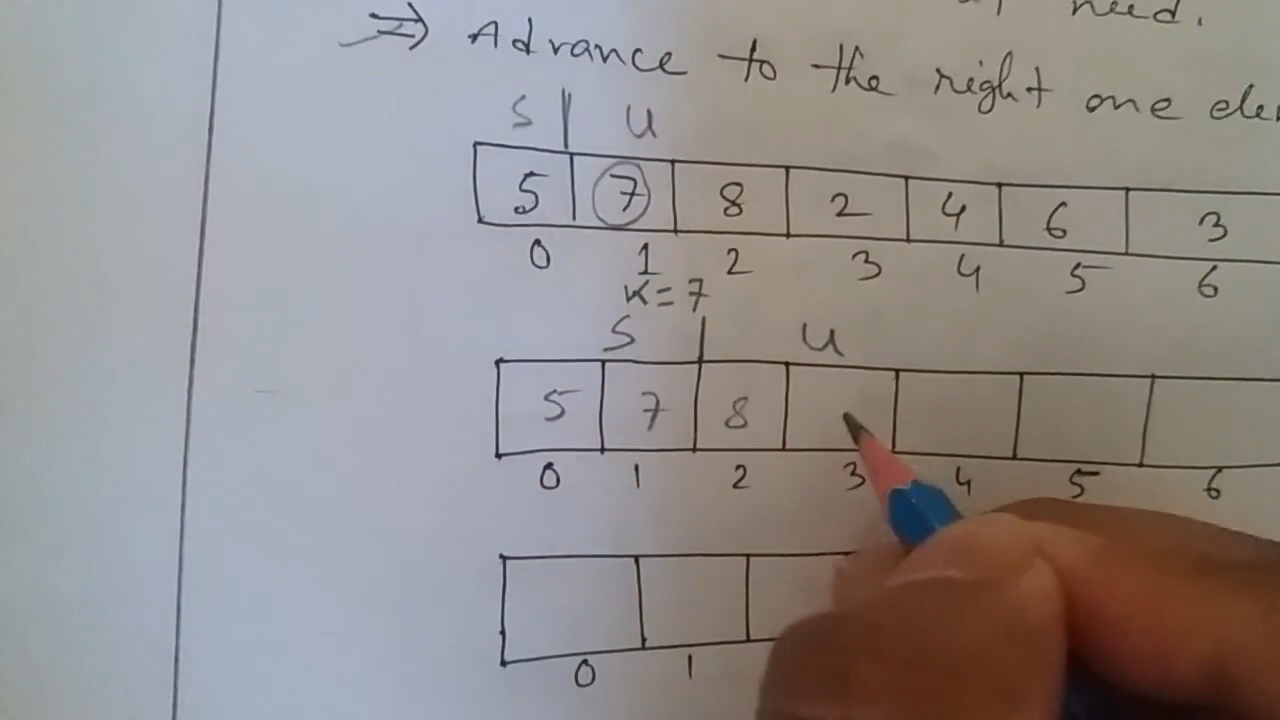 need.
=> Advance to the right one
S | U
5 7 8 2 4 6 3
0 1 2 3 4 5 6
K=7
S | U
5 7 8
0 1 2 3 4 5 6
0 1